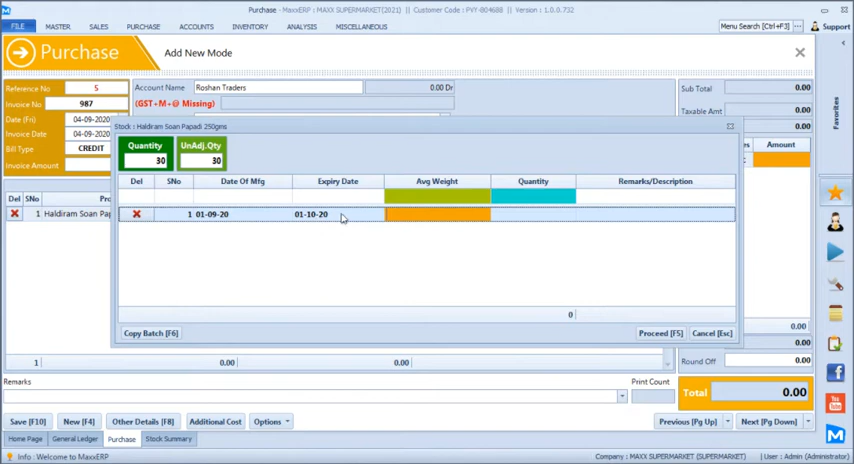 Purchase - MaxxERP : MAXX SUPERMARKET(2021) | Customer Code : PVY-004688 | Version : 1.0.0.732
FILE MASTER SALES PURCHASE ACCOUNTS INVENTORY ANALYSIS MISCELLANEOUS Menu Search [Ctrl+F3] ... Support
Purchase Add New Mode
Reference No 5 Account Name Roshan Traders 0.00 Dr Sub Total 0.00
Invoice No 987 (GST+M+@ Missing) Taxable Amt 0.00
Date (Fri) 04-09-2020 0.00
Invoice Date 04-09-2020
Bill Type CREDIT
Invoice Amount
Favorites
Amount
Stock : Haldiram Soan Papadi 250gms
Quantity UnAdj.Qty
30 30
Del SNo Date Of Mfg Expiry Date Avg Weight Quantity Remarks/Description
1 01-09-20 01-10-20
0
Copy Batch [F6] Proceed [F5] Cancel [Esc]
Del SNo
1 Haldiram Soan Pap
0.00
0.00
1 0.00 0.00
Round Off 0.00
Remarks Print Count
Total 0.00
Save [F10] New [F4] Other Details [F8] Additional Cost Options Previous [Pg Up] Next [Pg Down]
Home Page General Ledger Purchase Stock Summary
Info : Welcome to MaxxERP Company : MAXX SUPERMARKET (SUPERMARKET) User : Admin (Administrator)
You Tube